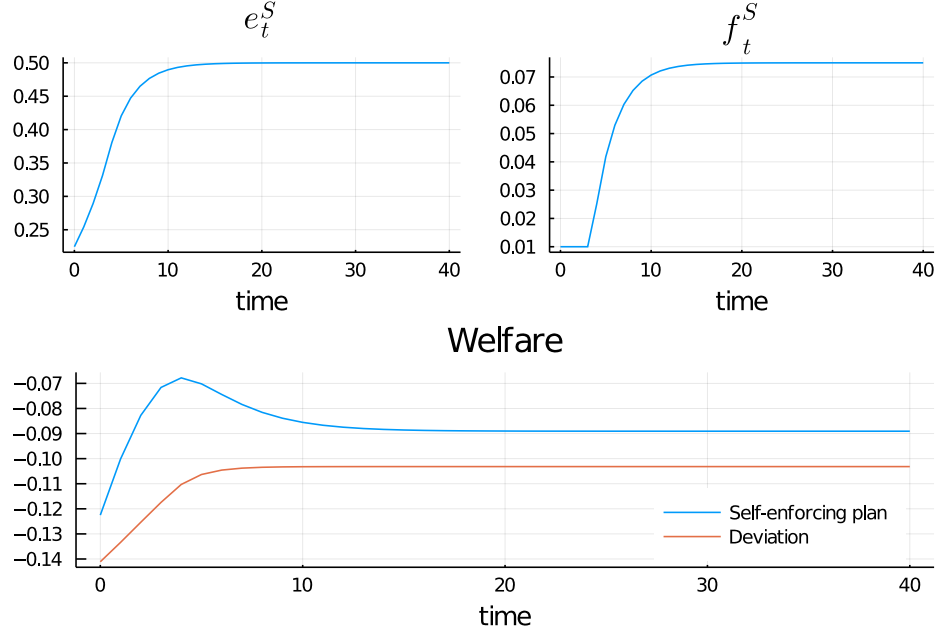 e_t^S
f_t^S
0.50
0.45
0.40
0.35
0.30
0.25
0 10 20 30 40
time
0.07
0.06
0.05
0.04
0.03
0.02
0.01
0 10 20 30 40
time
Welfare
−0.07
−0.08
−0.09
−0.10
−0.11
−0.12
−0.13
−0.14
Self-enforcing plan
Deviation
0 10 20 30 40
time